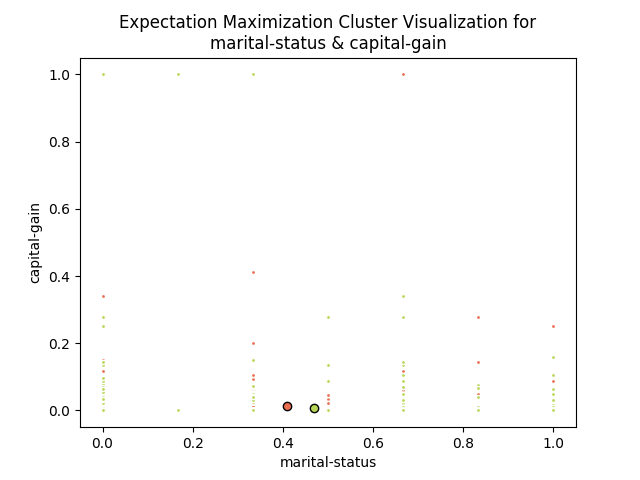 Expectation Maximization Cluster Visualization for
marital-status & capital-gain
1.0
0.8
0.6
0.4
0.2
0.0
capital-gain
0.0 0.2 0.4 0.6 0.8 1.0
marital-status